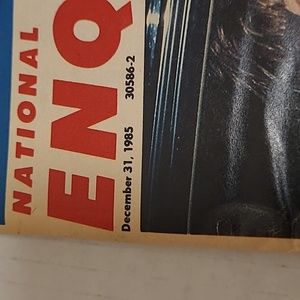 NATIONAL
ENQ
December 31, 1985
30586-2